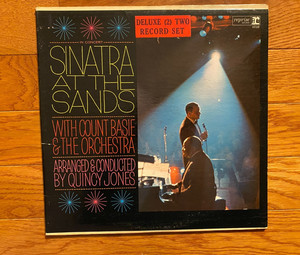 IN CONCERT
SINATRA
AT THE
SANDS
WITH COUNT BASIE
& THE ORCHESTRA
ARRANGED & CONDUCTED
BY QUINCY JONES
DELUXE (2) TWO
RECORD SET
reprise